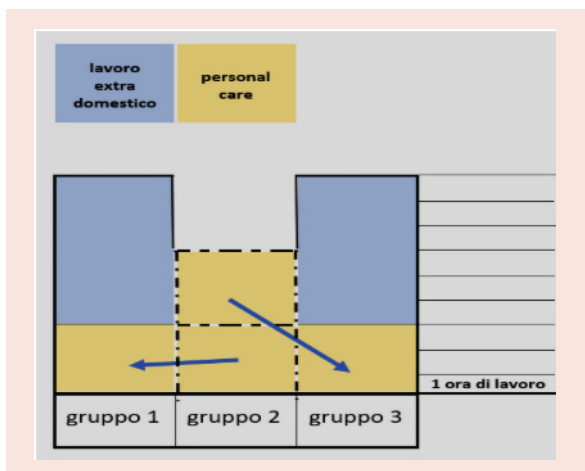 lavoro
extra
domestico
personal
care
1 ora di lavoro
gruppo 1
gruppo 2
gruppo 3